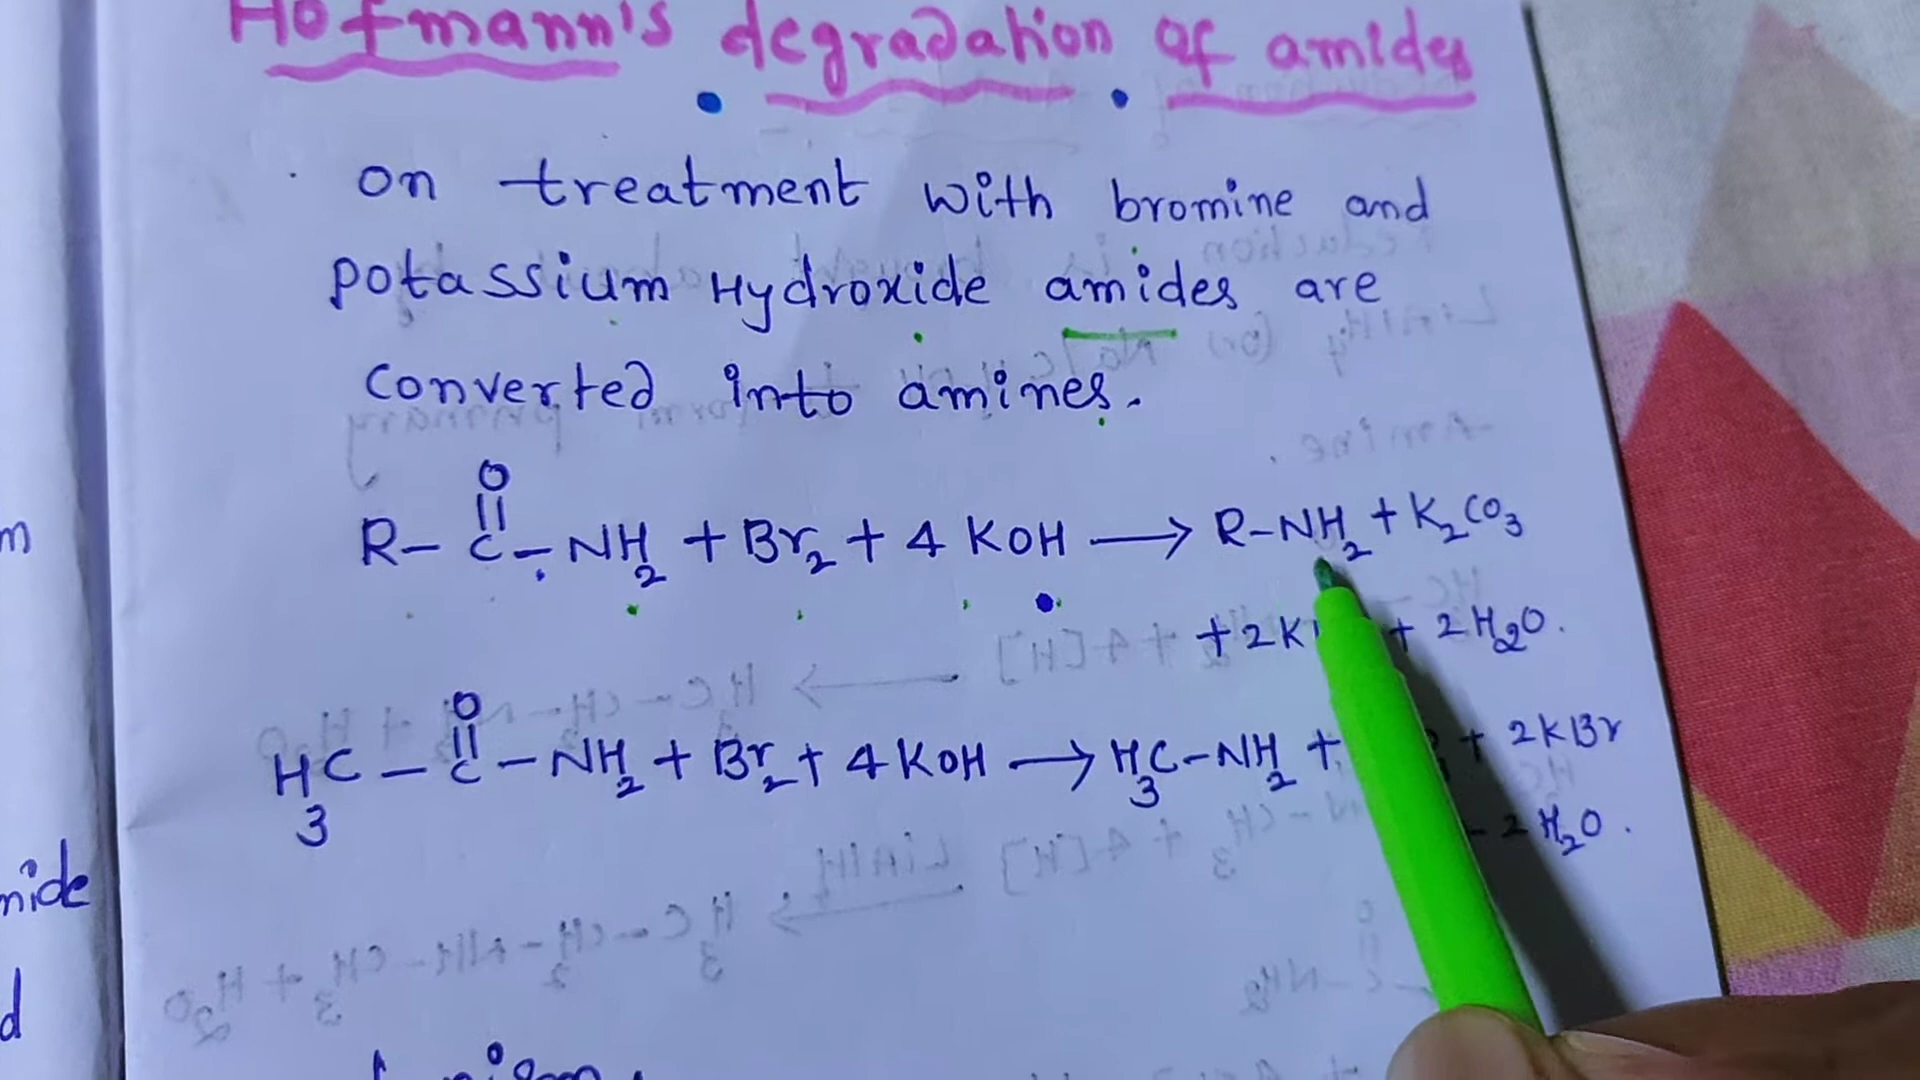 Hofmann's degradation of amides
on treatment with bromine and
potassium Hydroxide amides are
converted into amines.
O
||
R – C – NH₂ + Br₂ + 4 KOH ⟶ R-NH₂ + K₂CO₃
+ 2K + 2H₂O.
O
||
H₃C – C – NH₂ + Br₂ + 4KOH ⟶ H₃C-NH₂ + + 2KBr
2H₂O.
m
mide
d